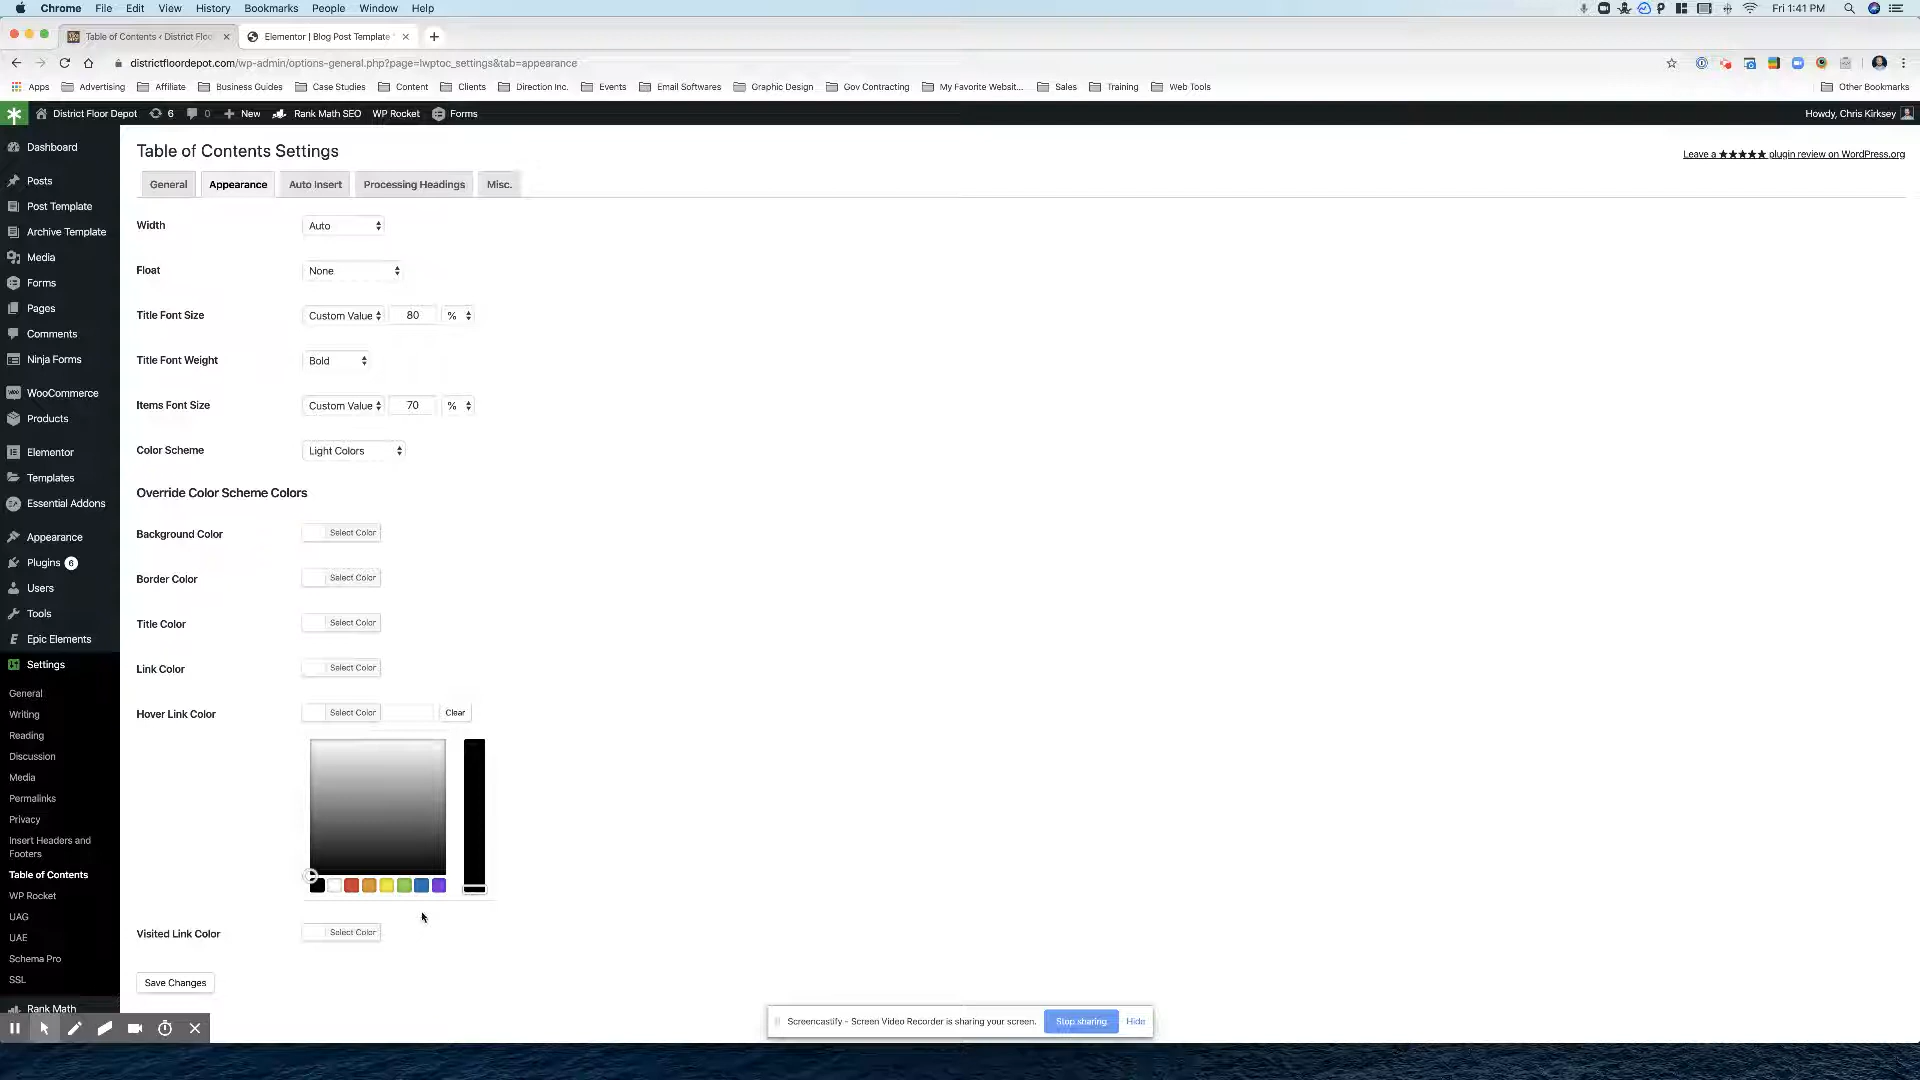 Chrome File Edit View History Bookmarks People Window Help Fri 1:41 PM
Table of Contents ‹ District Floo Elementor | Blog Post Template
districtfloordepot.com/wp-admin/options-general.php?page=lwptoc_settings&tab=appearance
Apps Advertising Affiliate Business Guides Case Studies Content Clients Direction Inc. Events Email Softwares Graphic Design Gov Contracting My Favorite Websit... Sales Training Web Tools Other Bookmarks
District Floor Depot 6 0 New Rank Math SEO WP Rocket Forms Howdy, Chris Kirksey
Dashboard
Posts
Post Template
Archive Template
Media
Forms
Pages
Comments
Ninja Forms
WooCommerce
Products
Elementor
Templates
Essential Addons
Appearance
Plugins 6
Users
Tools
Epic Elements
Settings
General
Writing
Reading
Discussion
Media
Permalinks
Privacy
Insert Headers and
Footers
Table of Contents
WP Rocket
UAG
UAE
Schema Pro
SSL
Rank Math
Table of Contents Settings
Leave a ★★★★★ plugin review on WordPress.org
General Appearance Auto Insert Processing Headings Misc.
Width Auto
Float None
Title Font Size Custom Value 80 %
Title Font Weight Bold
Items Font Size Custom Value 70 %
Color Scheme Light Colors
Override Color Scheme Colors
Background Color Select Color
Border Color Select Color
Title Color Select Color
Link Color Select Color
Hover Link Color Select Color Clear
Visited Link Color Select Color
Save Changes
Screencastify - Screen Video Recorder is sharing your screen. Stop sharing Hide